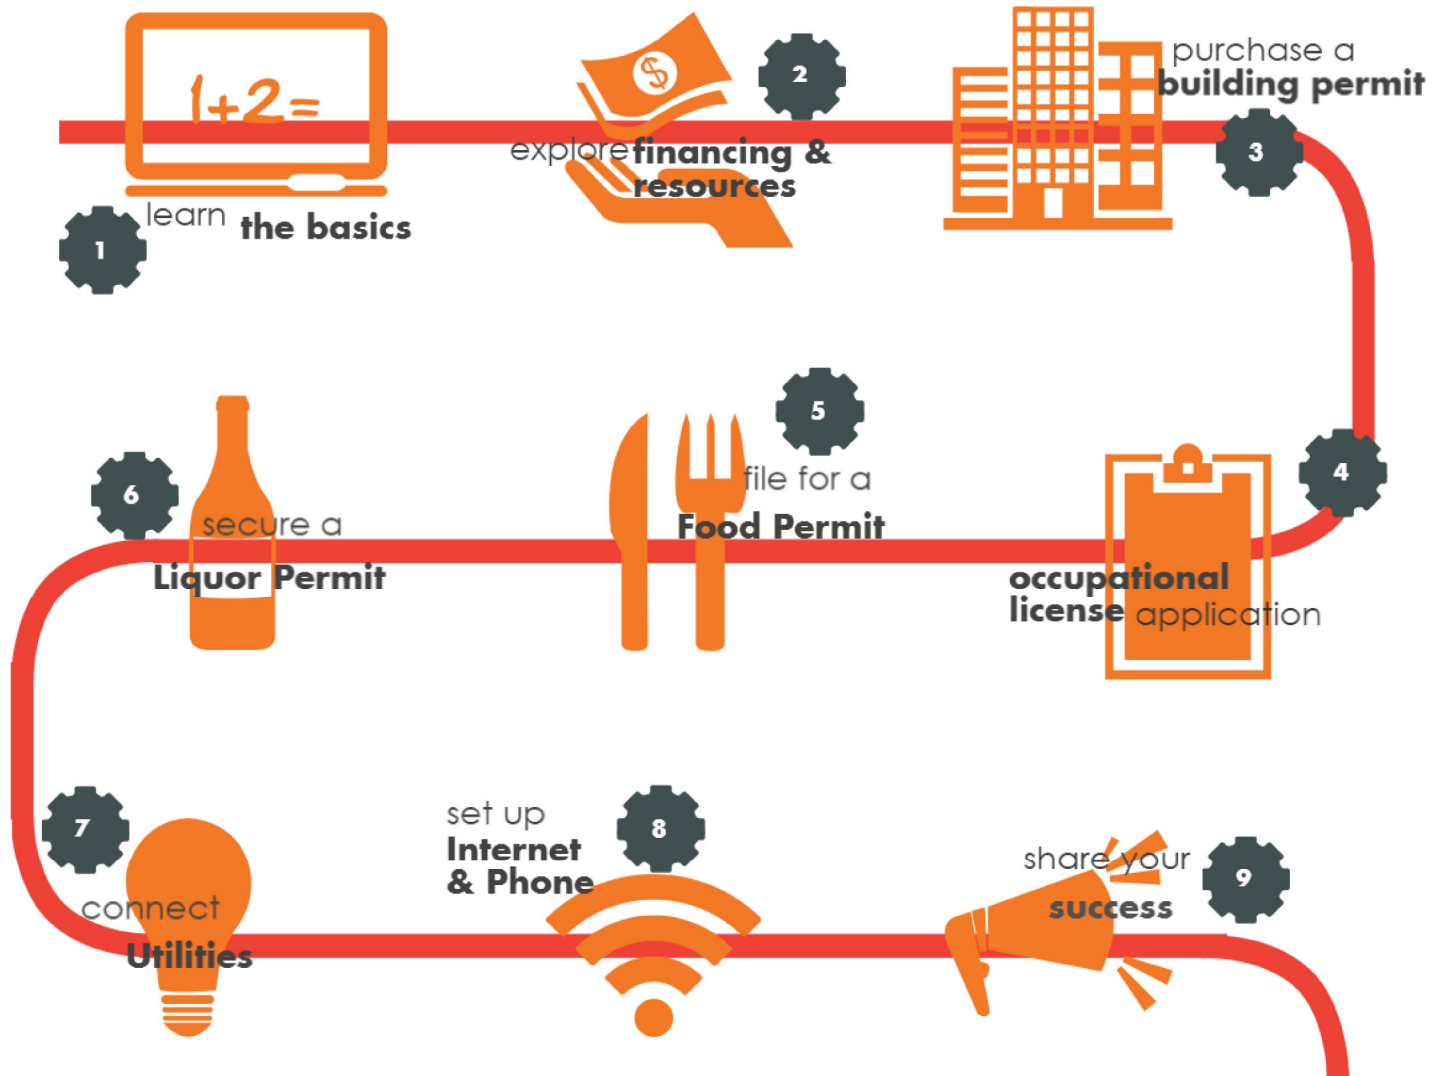 1+2=
1
learn the basics
2
explore financing &
resources
purchase a
building permit
3
4
occupational
license application
5
file for a
Food Permit
6
secure a
Liquor Permit
7
connect
Utilities
set up
8
Internet
& Phone
share your
9
success
$